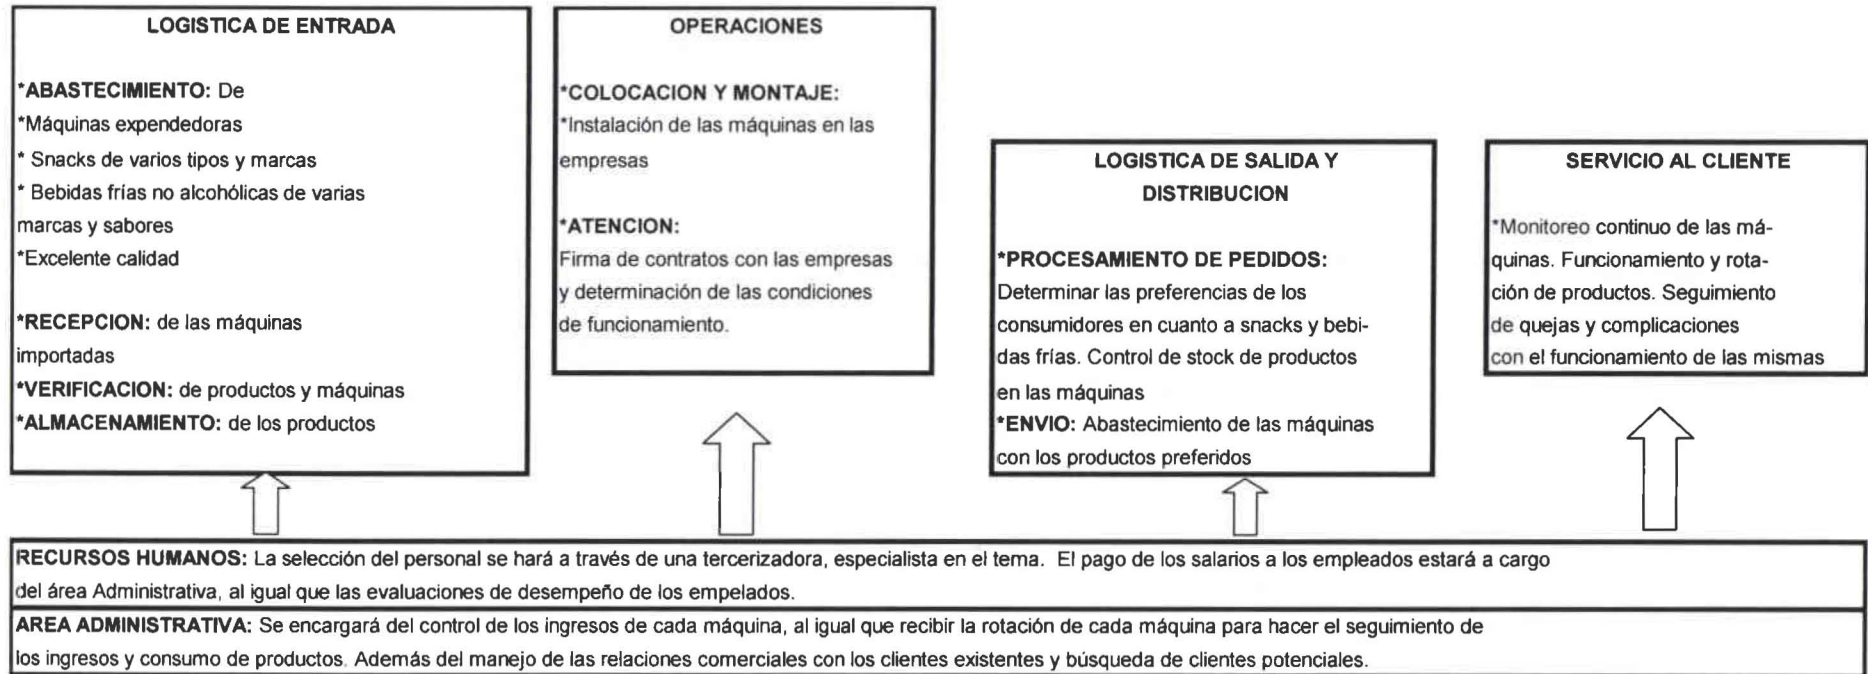 LOGISTICA DE ENTRADA
*ABASTECIMIENTO: De
*Máquinas expendedoras
* Snacks de varios tipos y marcas
* Bebidas frías no alcohólicas de varias
marcas y sabores
*Excelente calidad
*RECEPCION: de las máquinas
importadas
*VERIFICACION: de productos y máquinas
*ALMACENAMIENTO: de los productos
OPERACIONES
*COLOCACION Y MONTAJE:
*Instalación de las máquinas en las
empresas
*ATENCION:
Firma de contratos con las empresas
y determinación de las condiciones
de funcionamiento.
LOGISTICA DE SALIDA Y
DISTRIBUCION
*PROCESAMIENTO DE PEDIDOS:
Determinar las preferencias de los
consumidores en cuanto a snacks y bebi-
das frías. Control de stock de productos
en las máquinas
*ENVIO: Abastecimiento de las máquinas
con los productos preferidos
SERVICIO AL CLIENTE
*Monitoreo continuo de las má-
quinas. Funcionamiento y rota-
ción de productos. Seguimiento
de quejas y complicaciones
con el funcionamiento de las mismas
RECURSOS HUMANOS: La selección del personal se hará a través de una tercerizadora, especialista en el tema. El pago de los salarios a los empleados estará a cargo
del área Administrativa, al igual que las evaluaciones de desempeño de los empelados.
AREA ADMINISTRATIVA: Se encargará del control de los ingresos de cada máquina, al igual que recibir la rotación de cada máquina para hacer el seguimiento de
los ingresos y consumo de productos. Además del manejo de las relaciones comerciales con los clientes existentes y búsqueda de clientes potenciales.